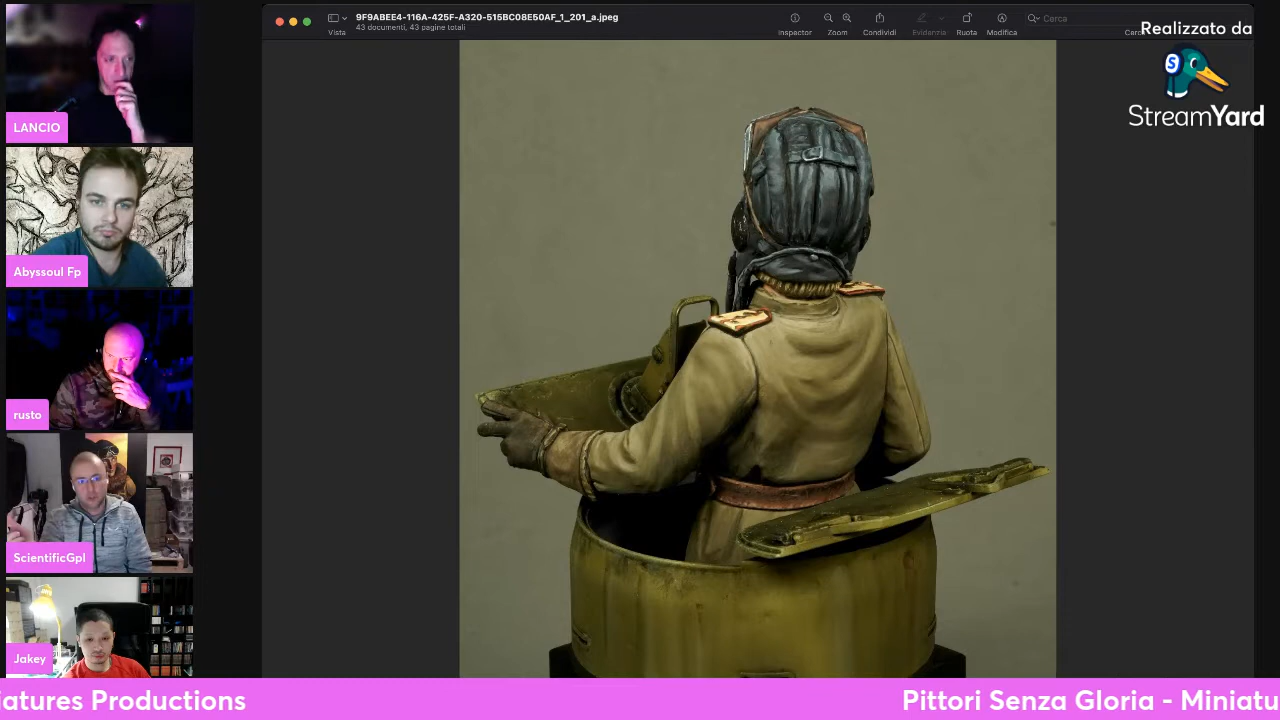 LANCIO
Abyssoul Fp
rusto
ScientificGpl
Jakey
Vista
9F9ABEE4-116A-425F-A320-515BC08E50AF_1_201_a.jpeg
43 documenti, 43 pagine totali
Inspector
Zoom
Condividi
Evidenzia
Ruota
Modifica
Cerca
Realizzato da
S
StreamYard
iatures Productions
Pittori Senza Gloria - Miniatu